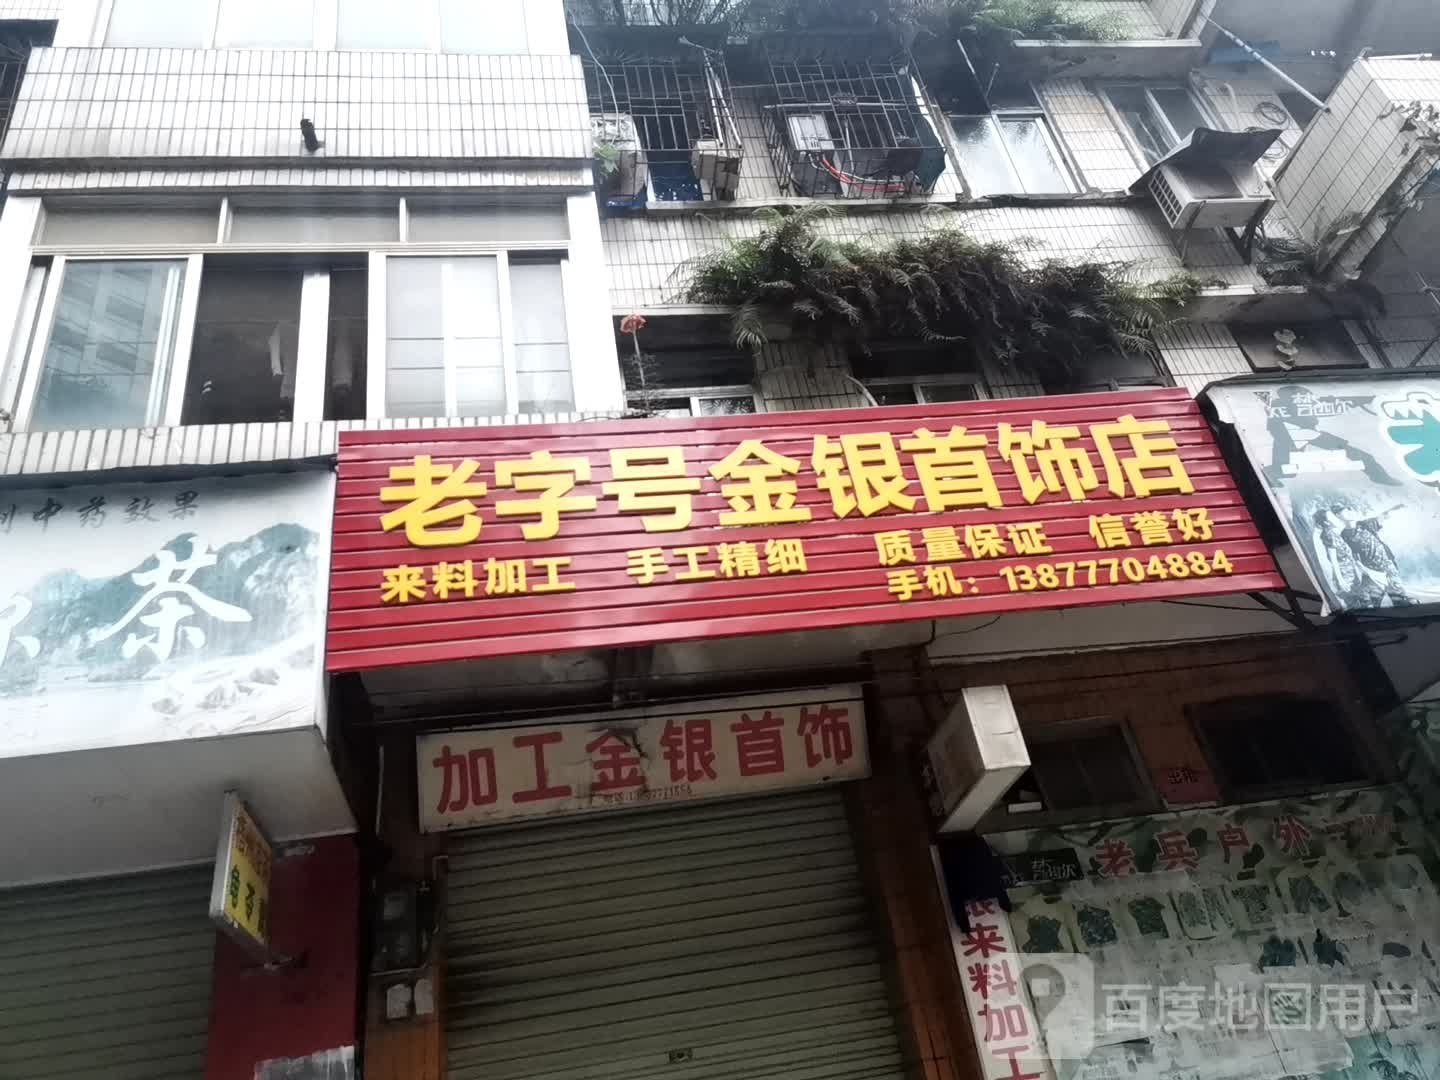 中药效果
茶
老字号金银首饰店
来料加工 手工精细 质量保证 信誉好
手机：13877704884
加工金银首饰
老兵户外
来料加工
百度地图用户